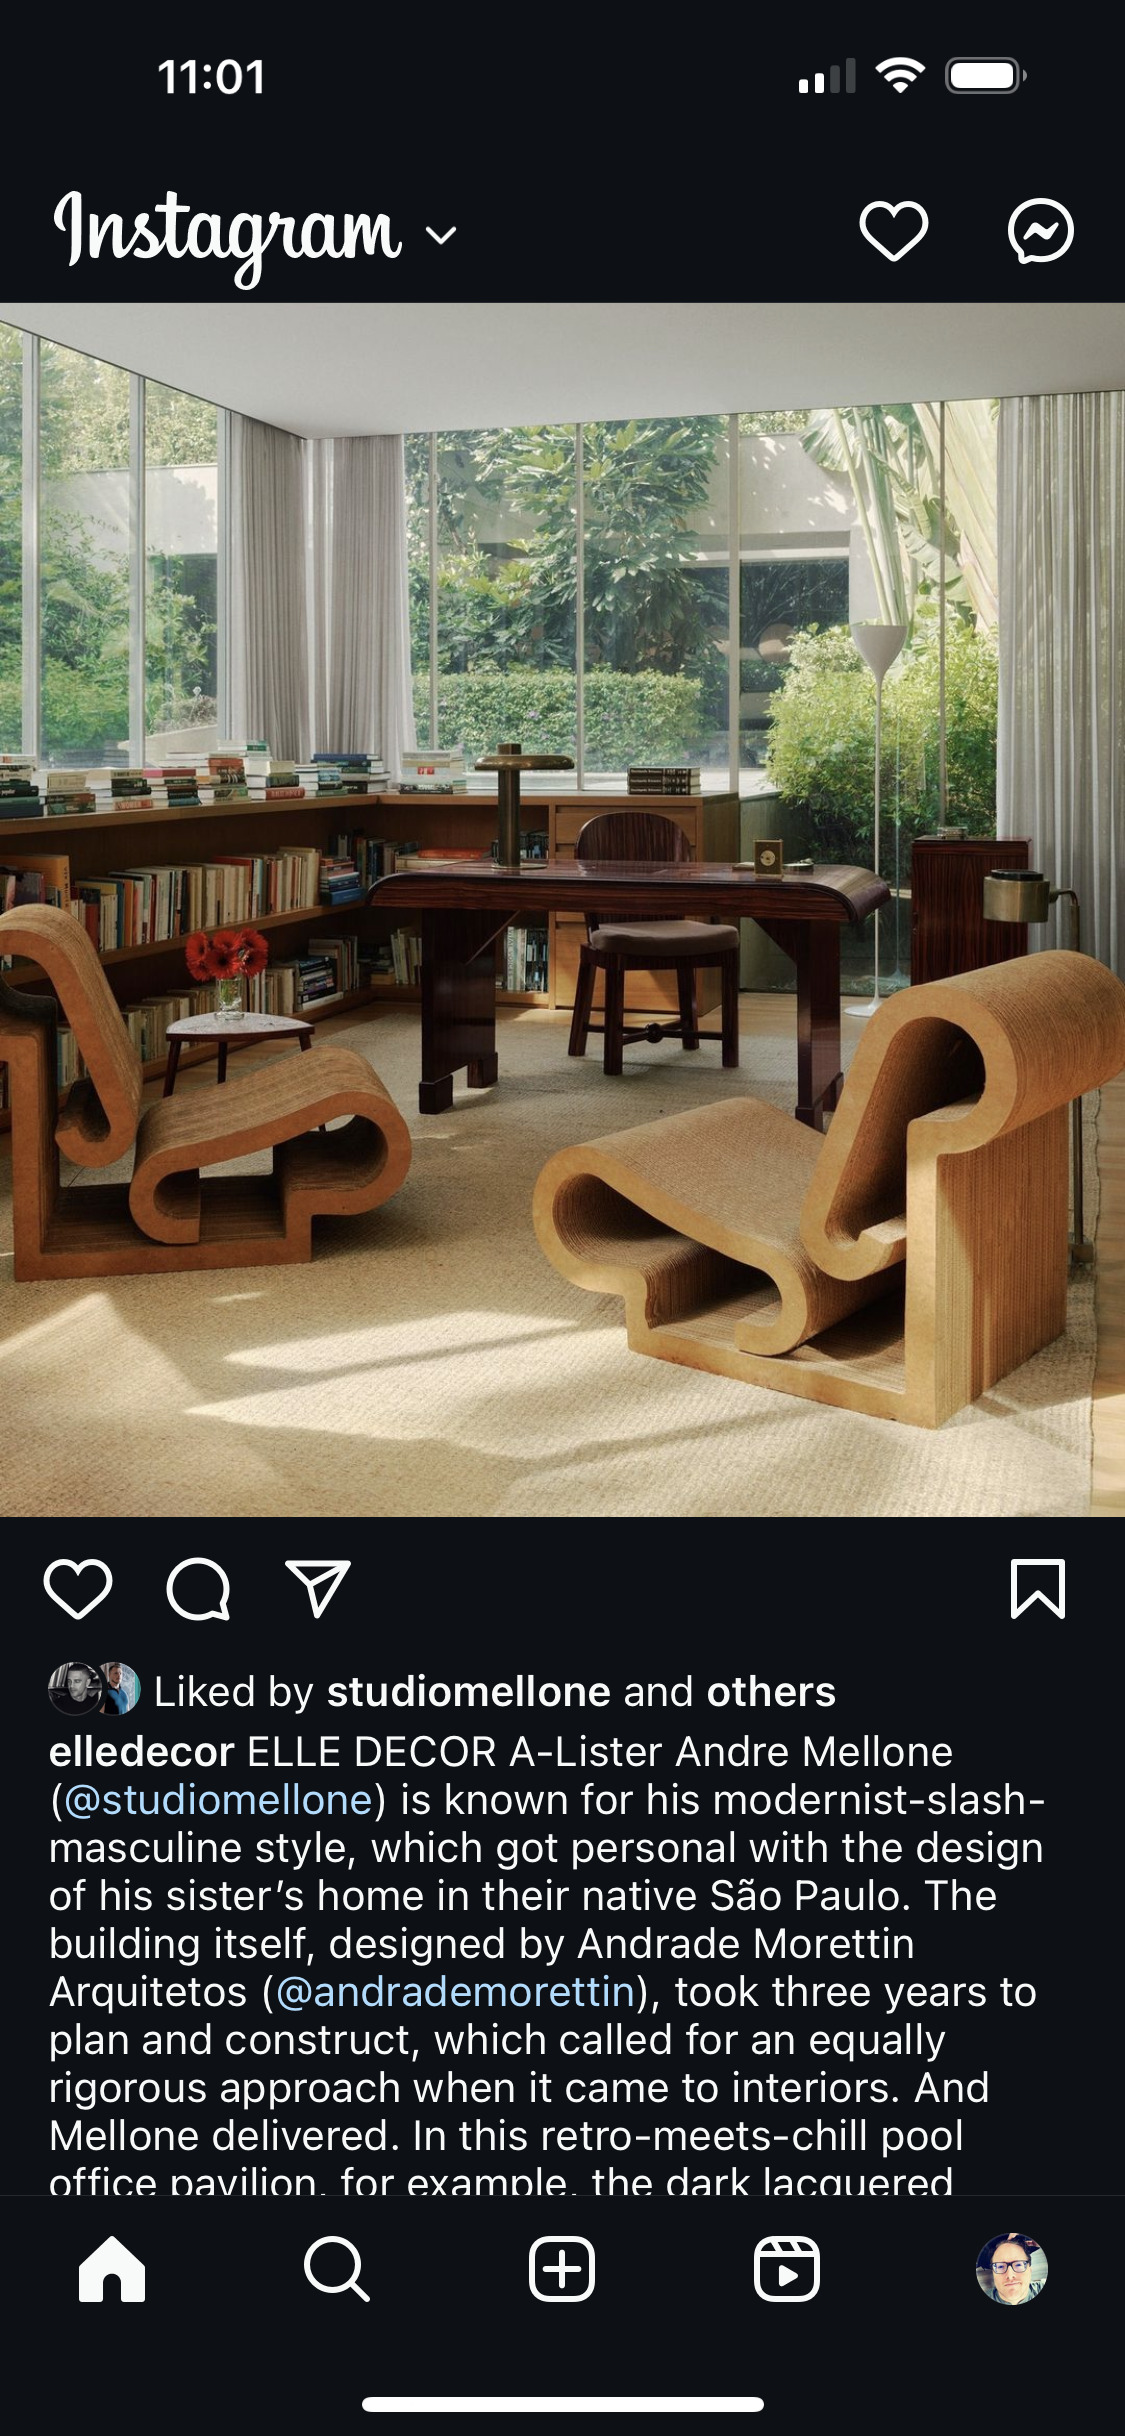 11:01
Instagram
Liked by studiomellone and others
elledecor ELLE DECOR A-Lister Andre Mellone
(@studiomellone) is known for his modernist-slash-
masculine style, which got personal with the design
of his sister’s home in their native São Paulo. The
building itself, designed by Andrade Morettin
Arquitetos (@andrademorettin), took three years to
plan and construct, which called for an equally
rigorous approach when it came to interiors. And
Mellone delivered. In this retro-meets-chill pool
office pavilion, for example, the dark lacquered